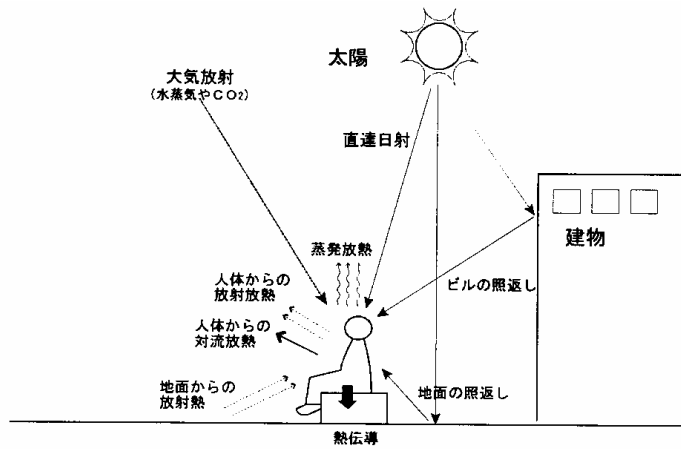 太陽
大気放射
(水蒸気やCO2)
直達日射
建物
蒸発放熱
人体からの
放射放熱
ビルの照返し
人体からの
対流放熱
地面からの
放射熱
地面の照返し
熱伝導